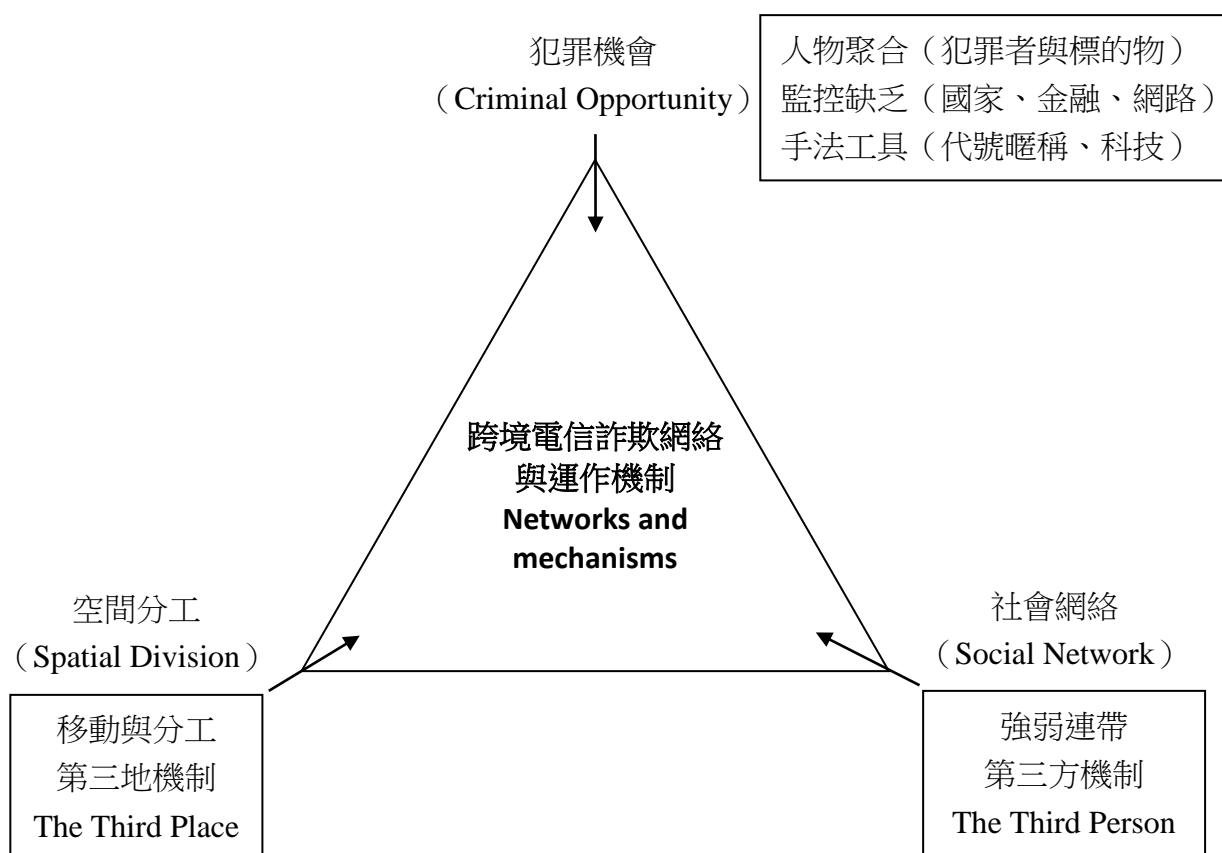 犯罪機會
（Criminal Opportunity）
人物聚合（犯罪者與標的物）
監控缺乏（國家、金融、網路）
手法工具（代號暱稱、科技）
跨境電信詐欺網絡
與運作機制
Networks and
mechanisms
空間分工
（Spatial Division）
移動與分工
第三地機制
The Third Place
社會網絡
（Social Network）
強弱連帶
第三方機制
The Third Person